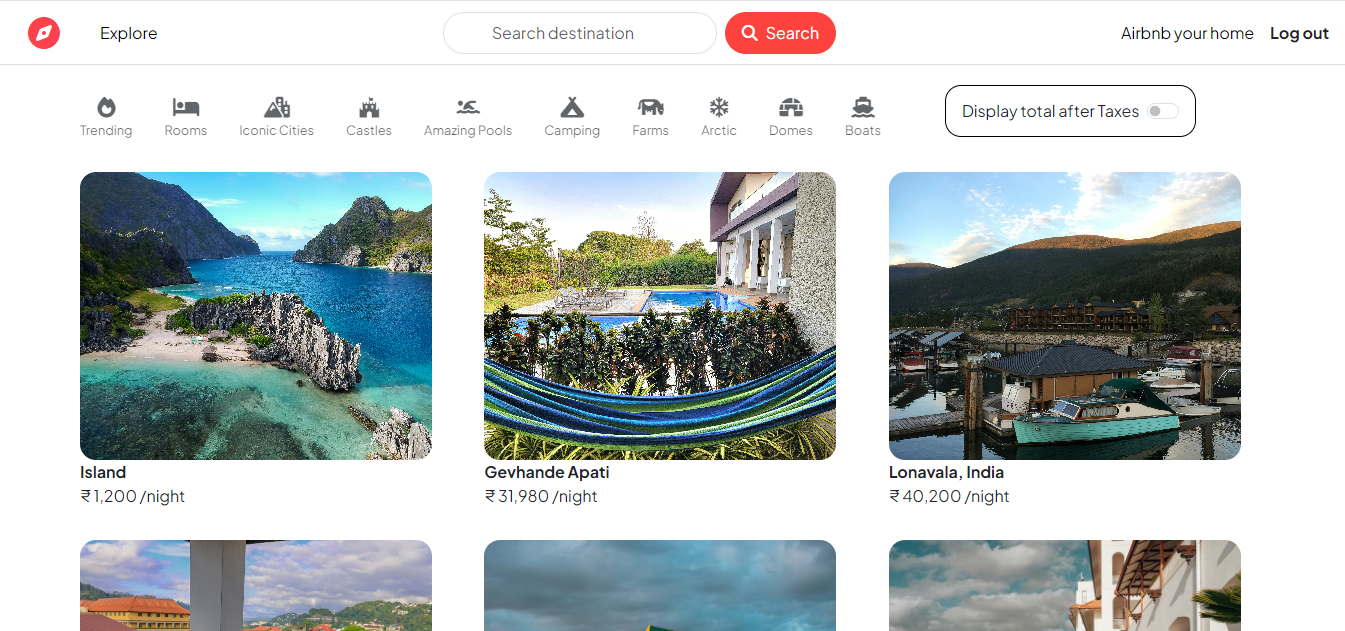 Explore
Search destination
Search
Airbnb your home
Log out
Trending
Rooms
Iconic Cities
Castles
Amazing Pools
Camping
Farms
Arctic
Domes
Boats
Display total after Taxes
Island
₹ 1,200 /night
Gevhande Apati
₹ 31,980 /night
Lonavala, India
₹ 40,200 /night